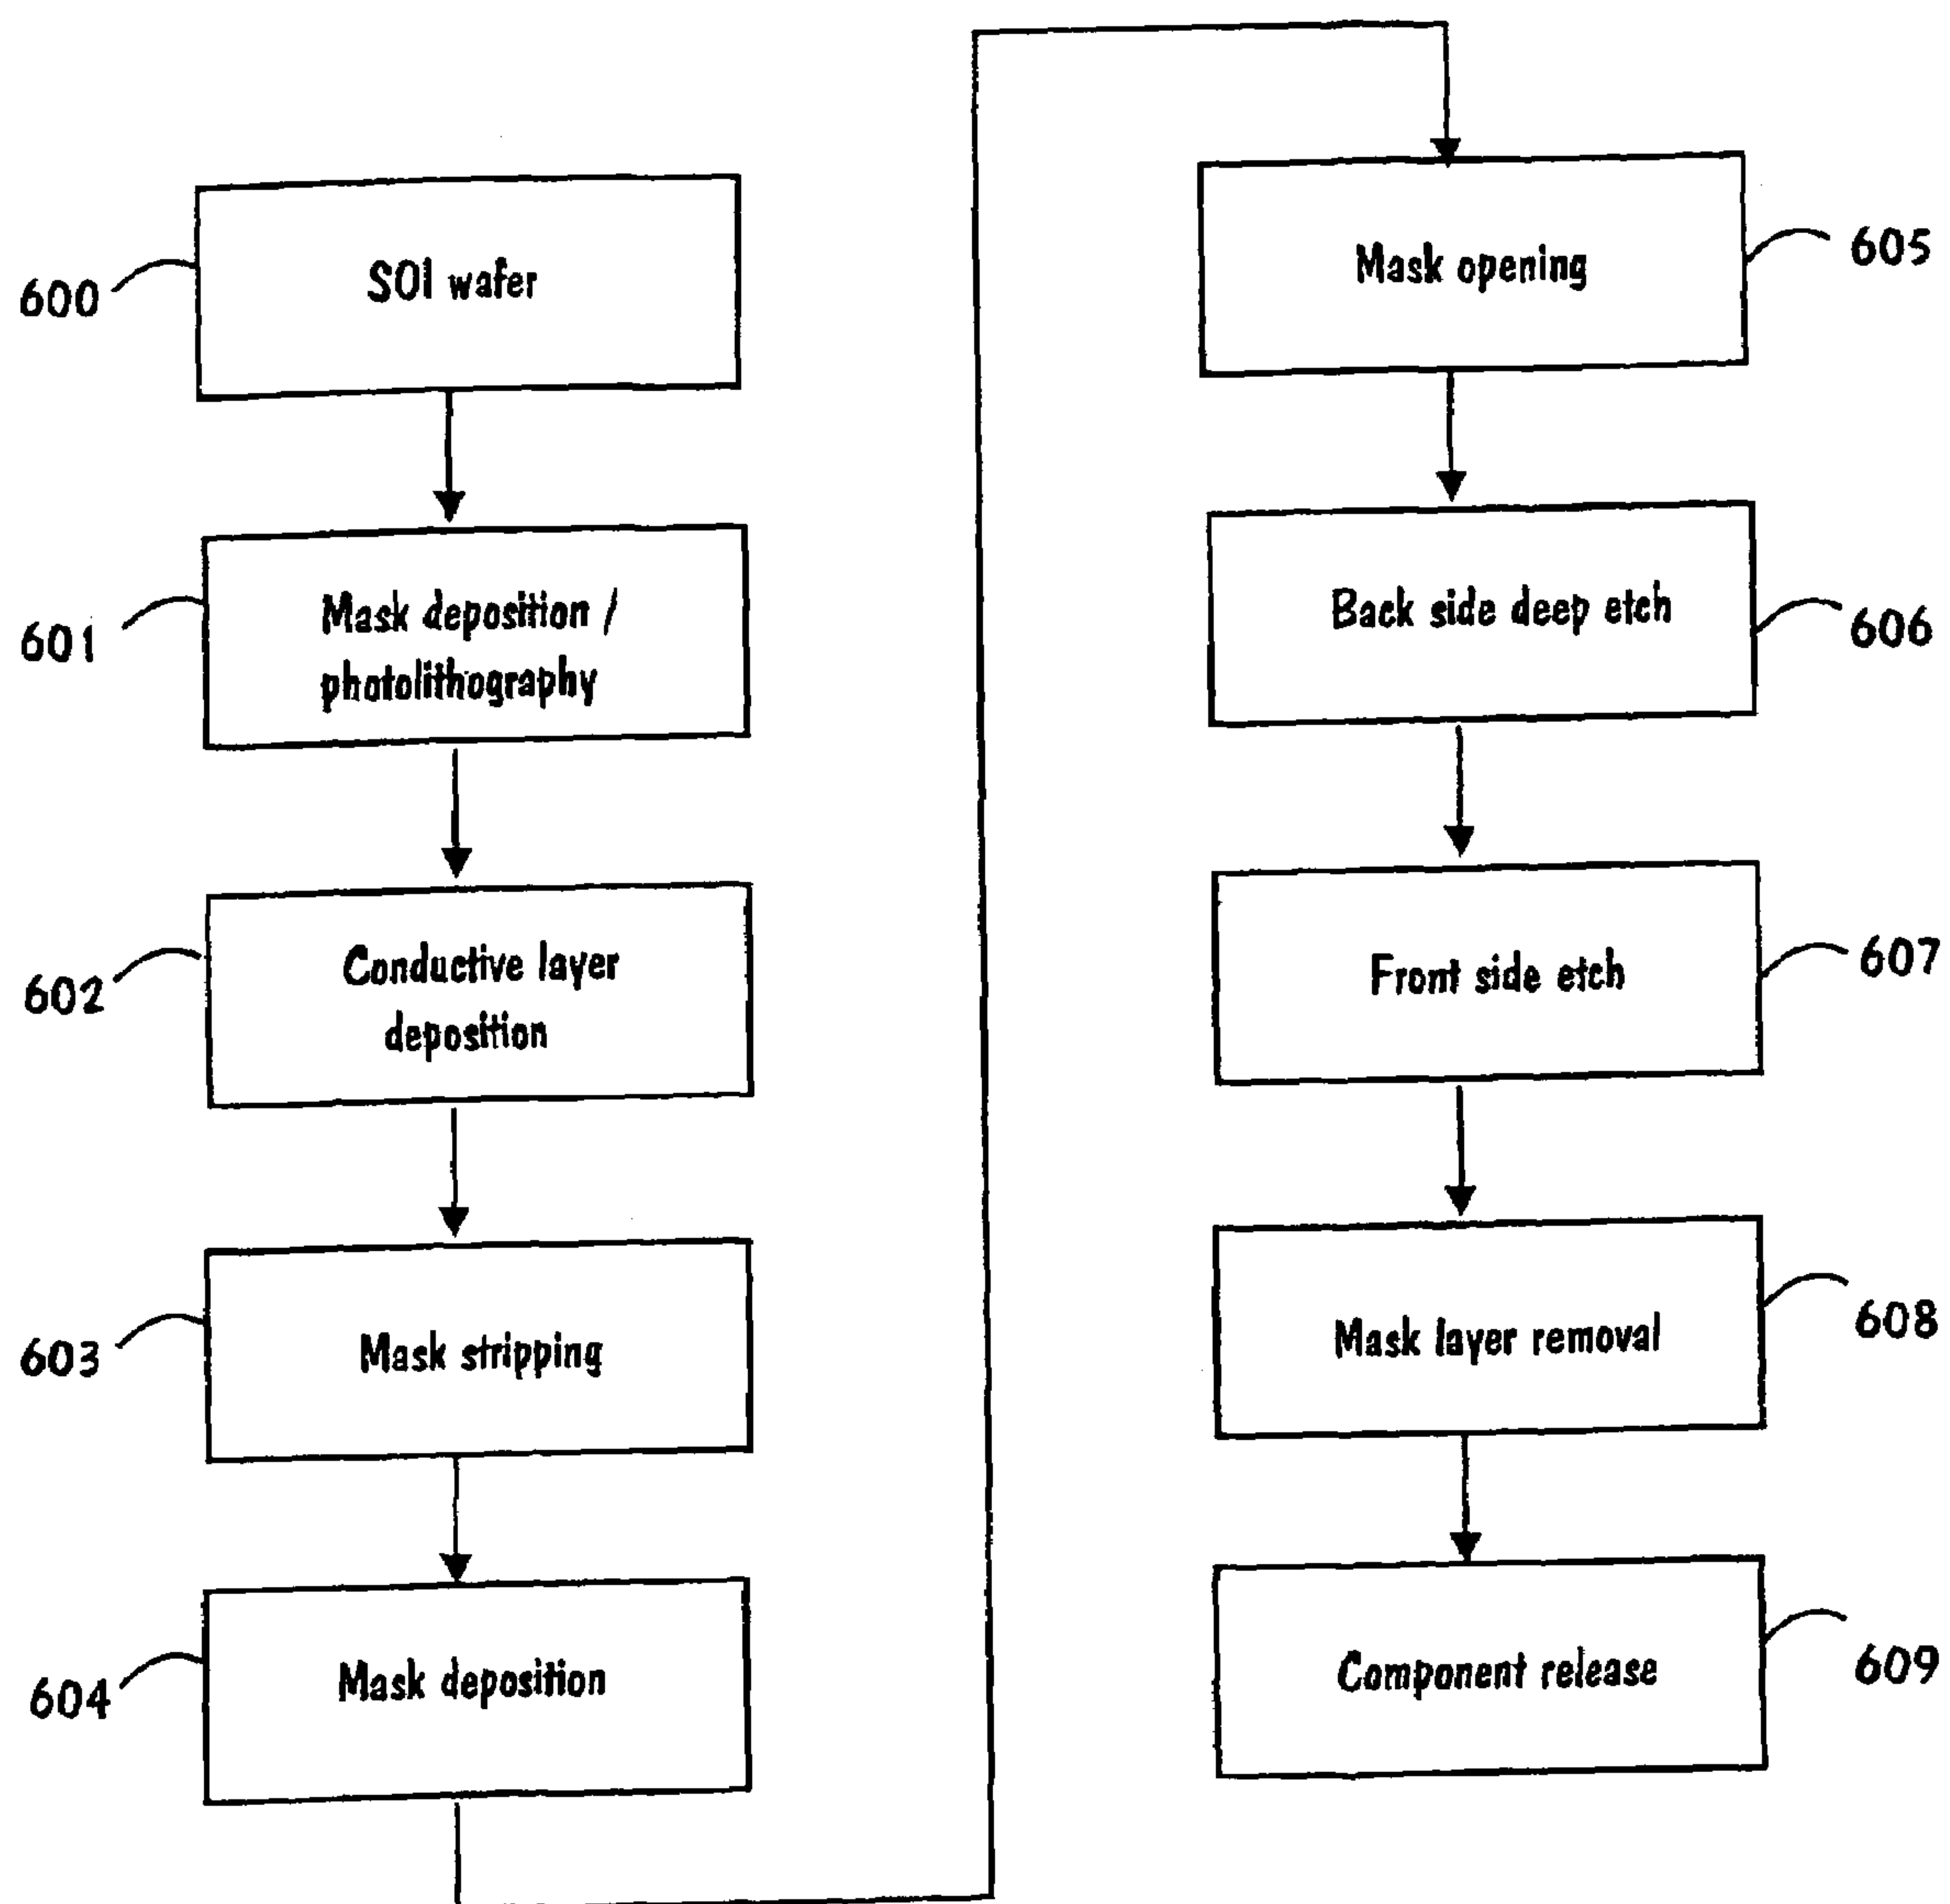 600
SOI wafer
601
Mask deposition /
photolithography
602
Conductive layer
deposition
603
Mask stripping
604
Mask deposition
Mask opening
605
Back side deep etch
606
Front side etch
607
Mask layer removal
608
Component release
609